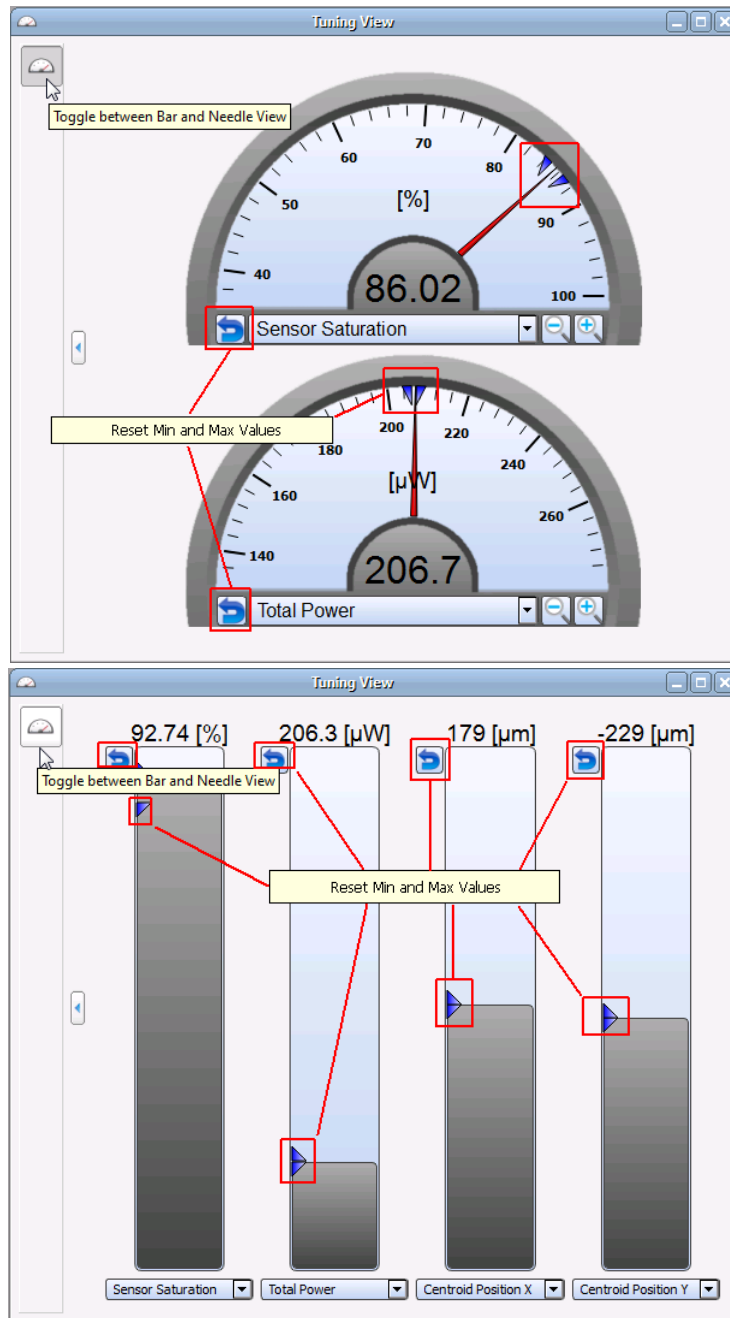 Tuning View
Toggle between Bar and Needle View
40 50 60 70 80 90 100
[%]
86.02
Sensor Saturation
Reset Min and Max Values
140 160 180 200 220 240 260
[µW]
206.7
Total Power
Tuning View
92.74 [%] 206.3 [µW] 179 [µm] -229 [µm]
Toggle between Bar and Needle View
Reset Min and Max Values
Sensor Saturation Total Power Centroid Position X Centroid Position Y